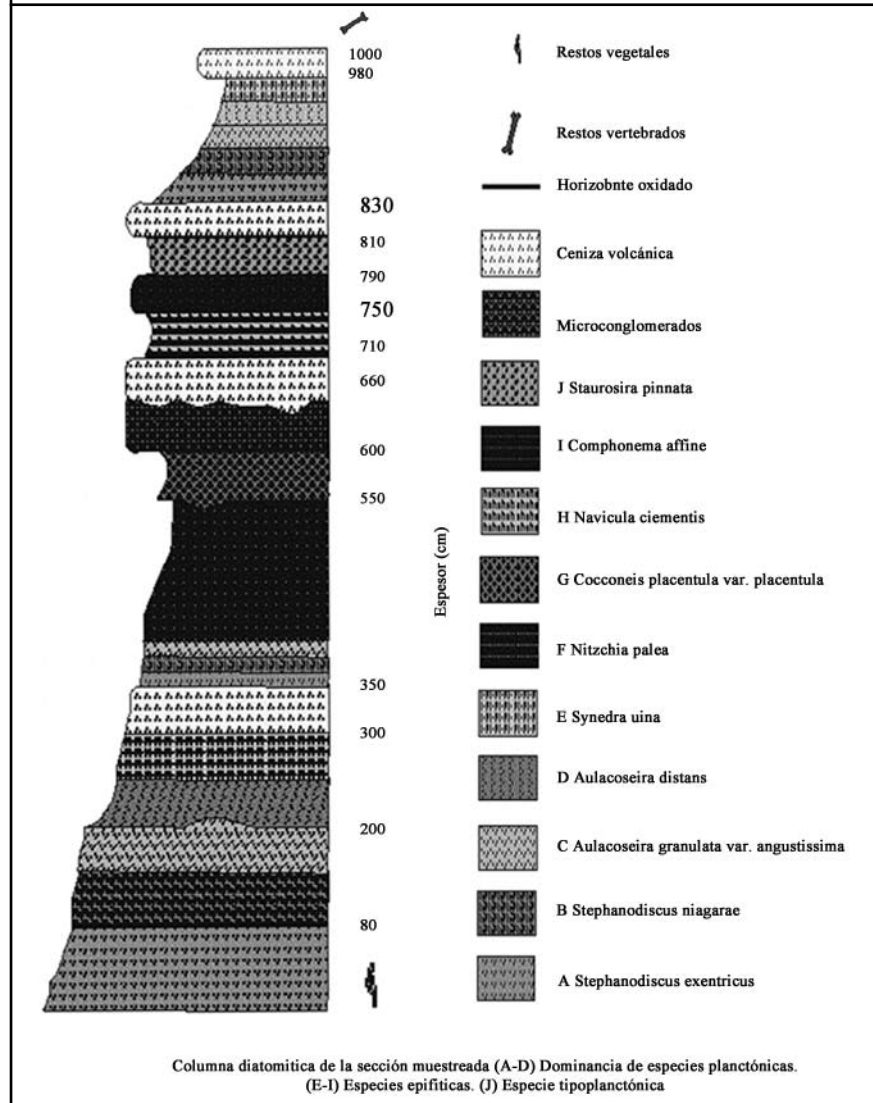 1000
980
830
810
790
750
710
660
600
550
350
300
200
80
Espesor (cm)
Restos vegetales
Restos vertebrados
Horizobnte oxidado
Ceniza volcánica
Microconglomerados
J Staurosira pinnata
I Comphonema affine
H Navicula ciementis
G Cocconeis placentula var. placentula
F Nitzchia palea
E Synedra uina
D Aulacoseira distans
C Aulacoseira granulata var. angustissima
B Stephanodiscus niagarae
A Stephanodiscus exentricus
Columna diatomitica de la sección muestreada (A-D) Dominancia de especies planctónicas.
(E-I) Especies epifíticas. (J) Especie tipoplanctónica